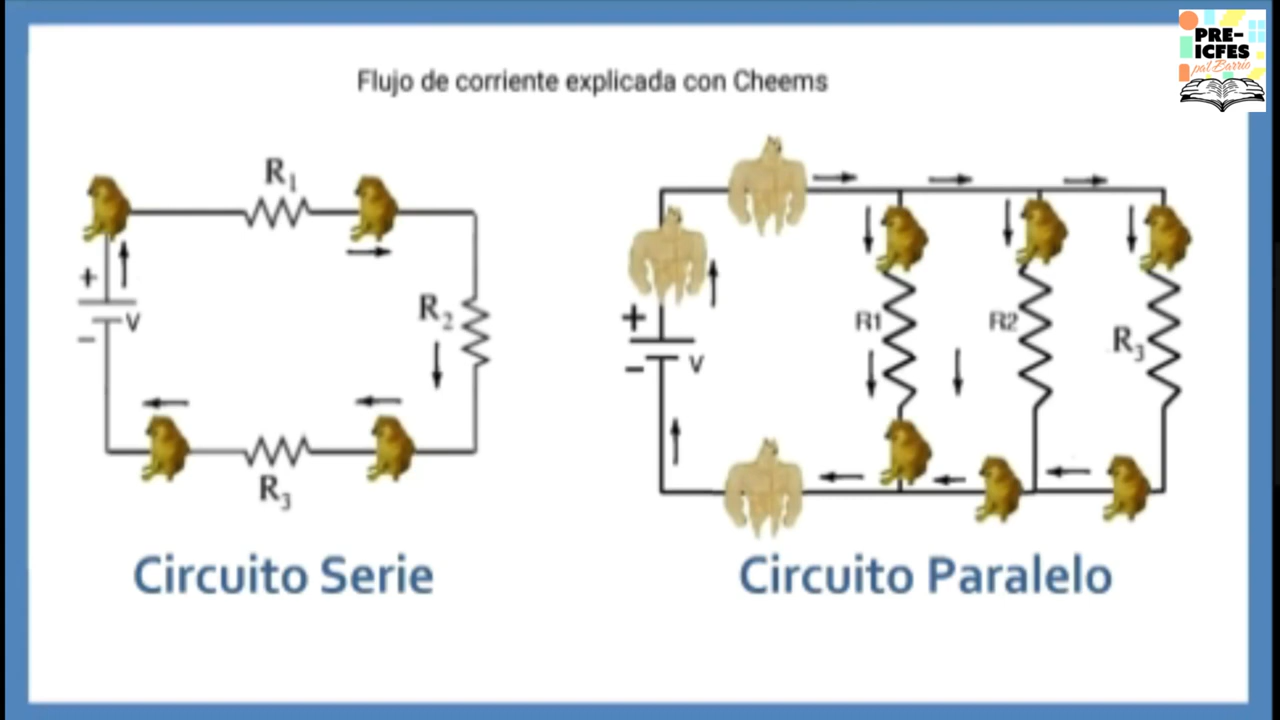 PRE-
ICFES
pal Barrio
Flujo de corriente explicada con Cheems
R1
+
V
-
R2
R3
Circuito Serie
+
V
-
R1
R2
R3
Circuito Paralelo